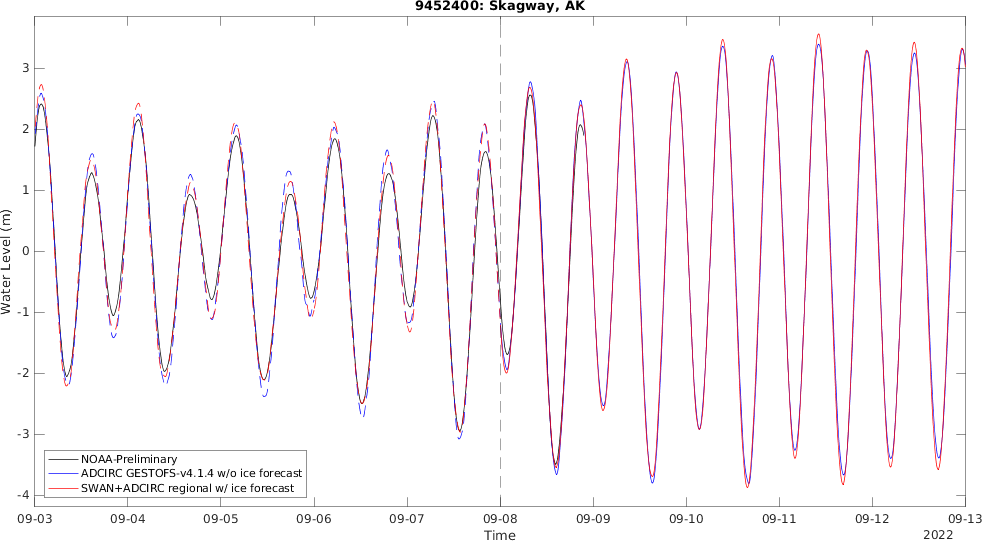 9452400: Skagway, AK
Water Level (m)
3
2
1
0
-1
-2
-3
-4
NOAA-Preliminary
ADCIRC GESTOFS-v4.1.4 w/o ice forecast
SWAN+ADCIRC regional w/ ice forecast
09-03 09-04 09-05 09-06 09-07 09-08 09-09 09-10 09-11 09-12 09-13
Time
2022